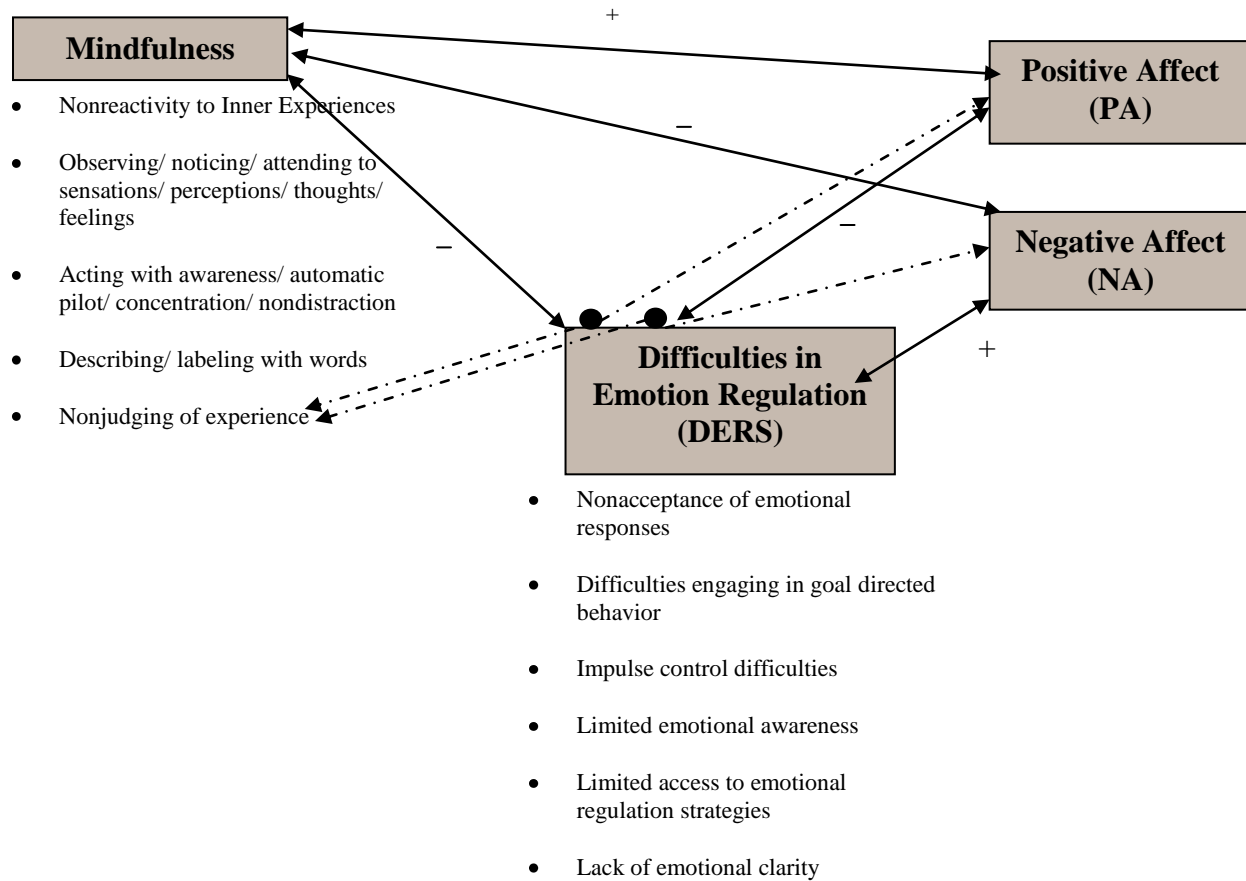 +
Mindfulness
Positive Affect
(PA)
• Nonreactivity to Inner Experiences
–
• Observing/ noticing/ attending to
sensations/ perceptions/ thoughts/
feelings
–
–
Negative Affect
(NA)
• Acting with awareness/ automatic
pilot/ concentration/ nondistraction
+
• Describing/ labeling with words
• Nonjudging of experience
Difficulties in
Emotion Regulation
(DERS)
• Nonacceptance of emotional
responses
• Difficulties engaging in goal directed
behavior
• Impulse control difficulties
• Limited emotional awareness
• Limited access to emotional
regulation strategies
• Lack of emotional clarity